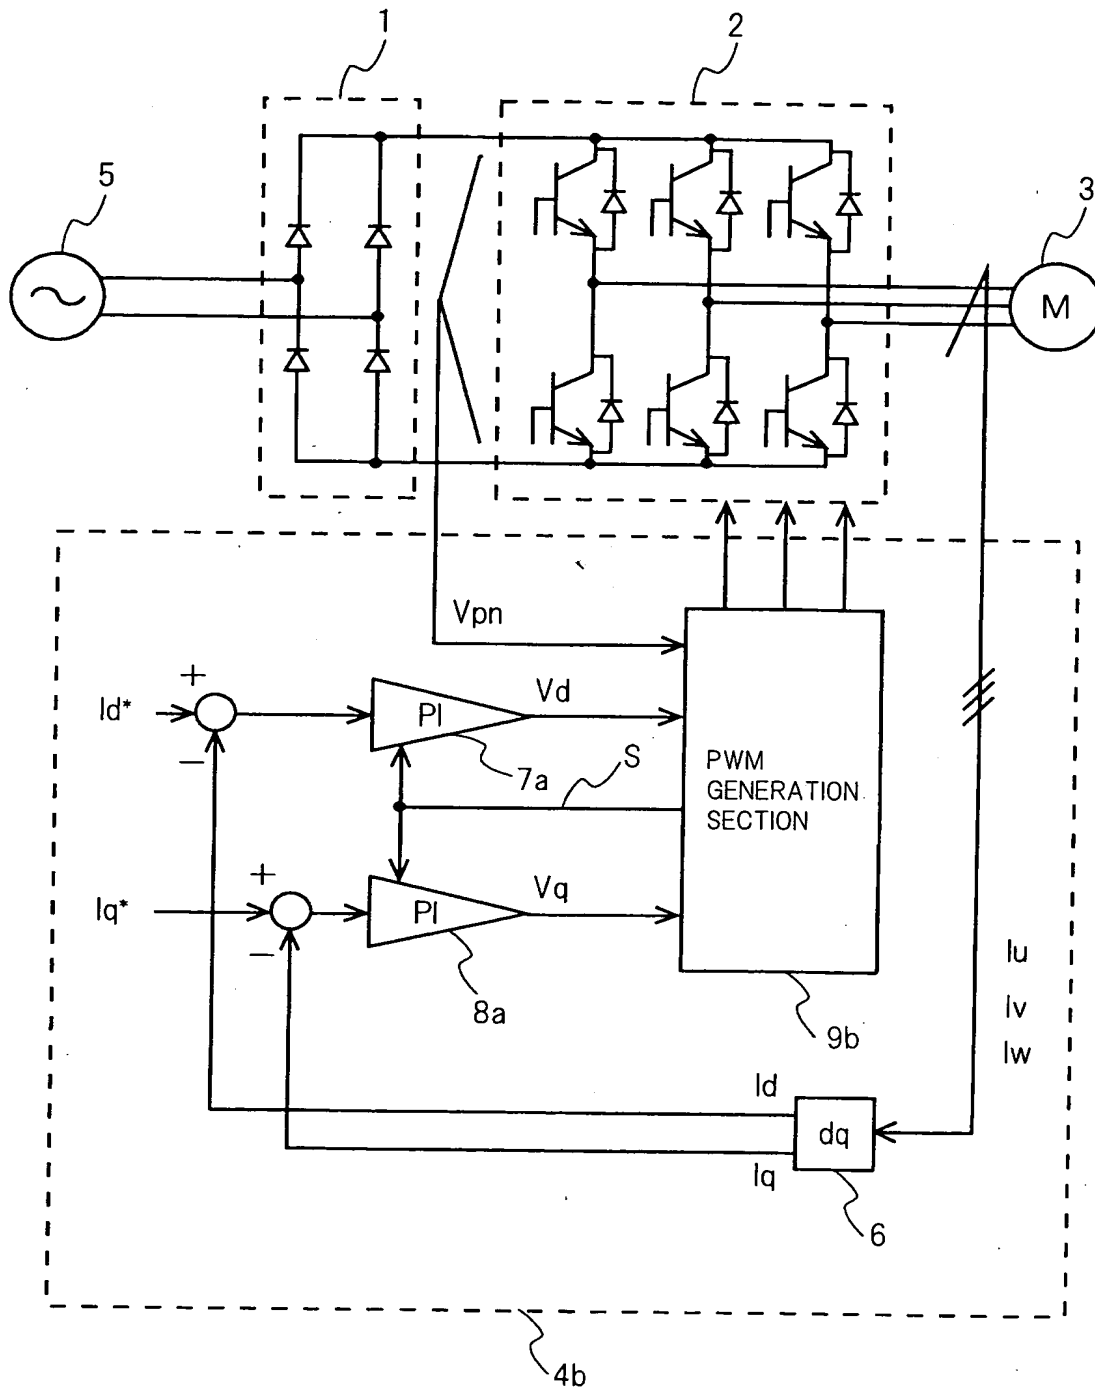 1
2
5
3
M
Vpn
+
Id*
PI
Vd
−
7a
S
PWM
GENERATION
SECTION
+
Iq*
PI
Vq
−
8a
9b
Iu
Iv
Iw
Id
dq
Iq
6
4b